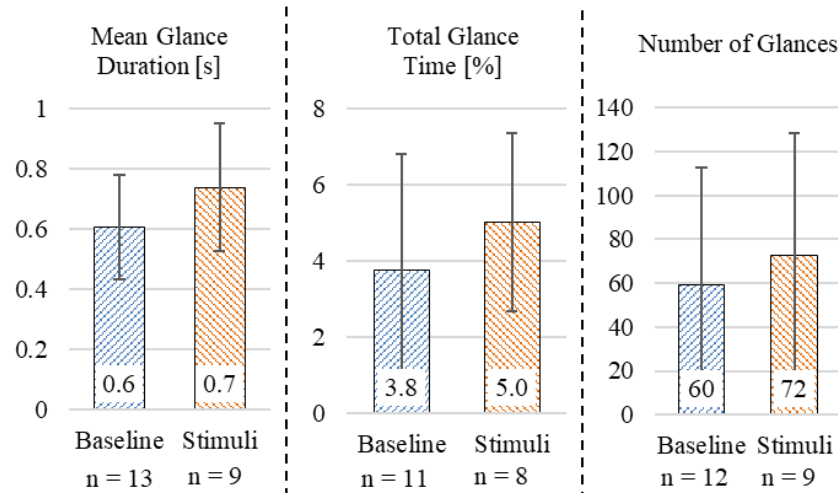 Mean Glance
Duration [s]
1
0.8
0.6
0.4
0.2
0
0.6
0.7
Baseline
Stimuli
n = 13
n = 9
Total Glance
Time [%]
8
6
4
2
0
3.8
5.0
Baseline
Stimuli
n = 11
n = 8
Number of Glances
140
120
100
80
60
40
20
0
60
72
Baseline
Stimuli
n = 12
n = 9